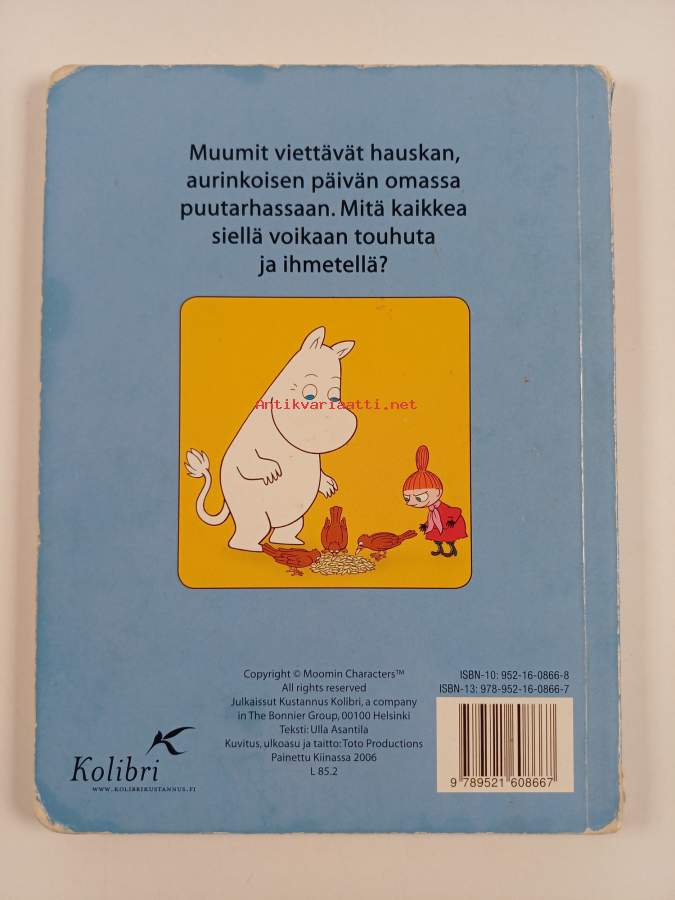 Muumit viettävät hauskan,
aurinkoisen päivän omassa
puutarhassaan. Mitä kaikkea
siellä voikaan touhuta
ja ihmetellä?
Antikvariaatti.net
Copyright © Moomin Characters™
All rights reserved
Julkaissut Kustannus Kolibri, a company
in The Bonnier Group, 00100 Helsinki
Teksti: Ulla Asantila
Kuvitus, ulkoasu ja taitto: Toto Productions
Painettu Kiinassa 2006
L 85.2
Kolibri
WWW.KOLIBRIKUSTANNUS.FI
ISBN-10: 952-16-0866-8
ISBN-13: 978-952-16-0866-7
9 789521 608667